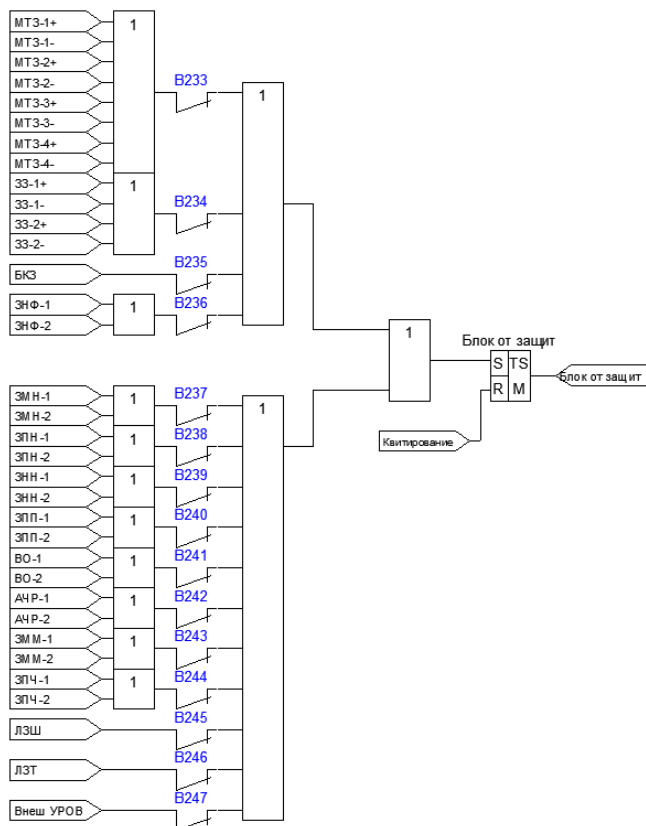 МТЗ-1+
1
МТЗ-1-
МТЗ-2+
МТЗ-2-
B233
МТЗ-3+
1
МТЗ-3-
МТЗ-4+
МТЗ-4-
ЗЗ-1+
1
ЗЗ-1-
B234
ЗЗ-2+
ЗЗ-2-
B235
БКЗ
ЗНФ-1
1
B236
ЗНФ-2
1
Блок от защит
S TS
Блок от защит
R M
ЗМН-1
1
B237
ЗМН-2
1
ЗПН-1
1
B238
Квитирование
ЗПН-2
ЗНН-1
1
B239
ЗНН-2
ЗПП-1
1
B240
ЗПП-2
ВО-1
1
B241
ВО-2
АЧР-1
1
B242
АЧР-2
ЗММ-1
1
B243
ЗММ-2
ЗПЧ-1
1
B244
ЗПЧ-2
B245
ЛЗШ
B246
ЛЗТ
B247
Внеш УРОВ